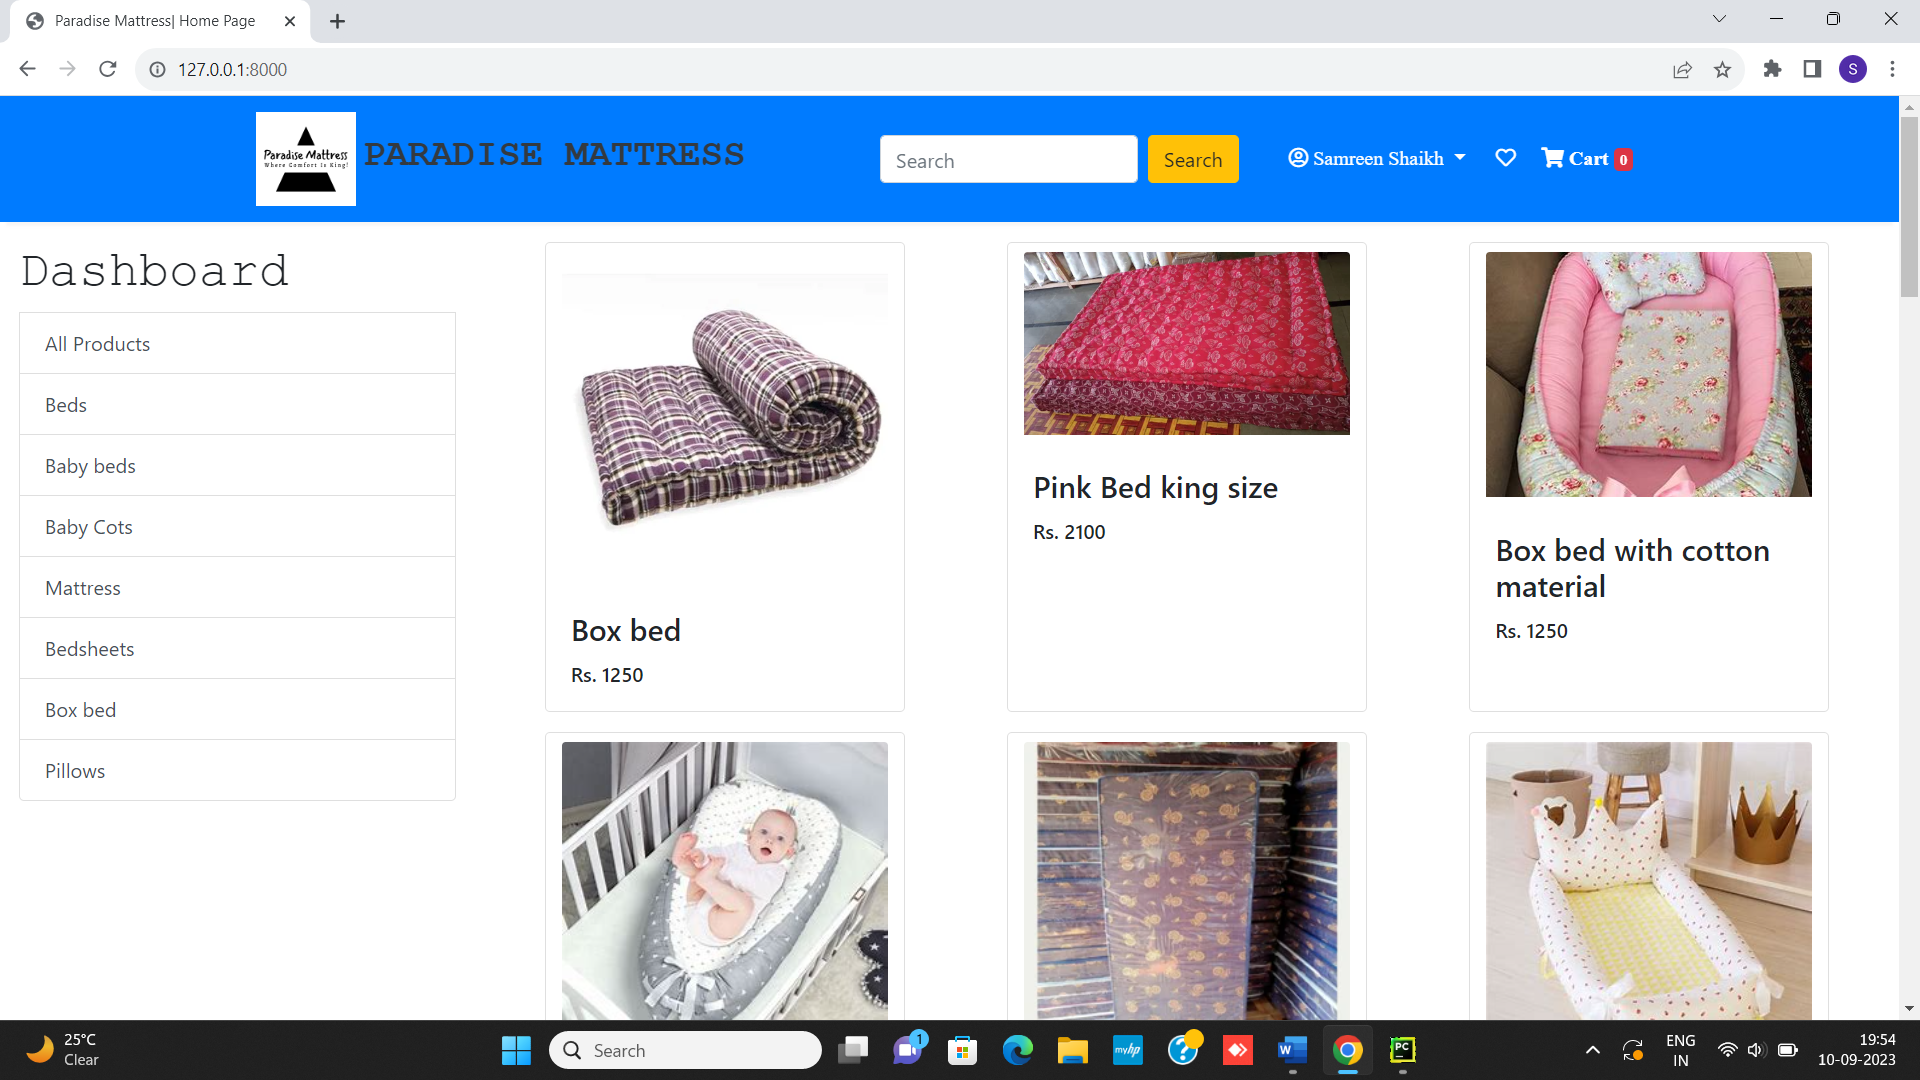 Paradise Mattress| Home Page
127.0.0.1:8000
S
Paradise Mattress
Where Comfort Is King!
PARADISE MATTRESS
Search
Search
Samreen Shaikh
Cart 0
Dashboard
All Products
Beds
Baby beds
Baby Cots
Mattress
Bedsheets
Box bed
Pillows
Box bed
Rs. 1250
Pink Bed king size
Rs. 2100
Box bed with cotton
material
Rs. 1250
25°C
Clear
Search
1
myhp
?
W
PC
ENG
IN
19:54
10-09-2023